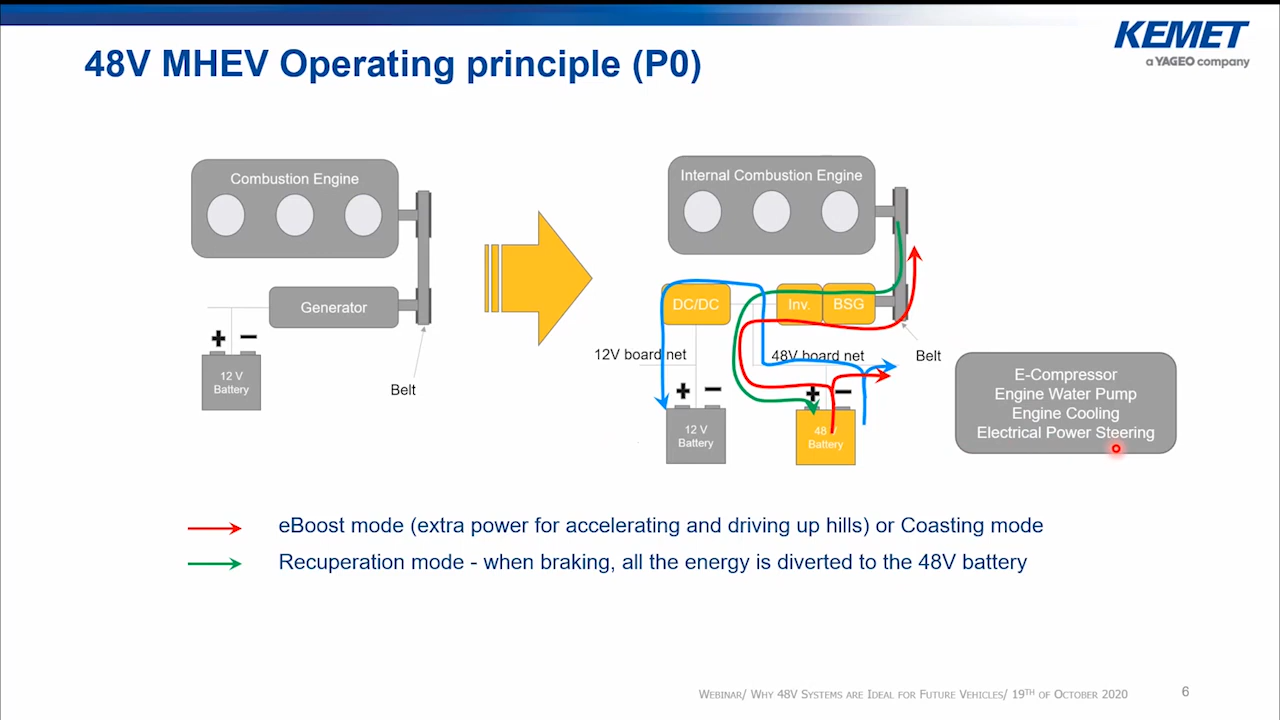 KEMET
a YAGEO company
48V MHEV Operating principle (P0)
Combustion Engine
Generator
12 V
Battery
Belt
Internal Combustion Engine
DC/DC
Inv.
BSG
12V board net
48V board net
Belt
12 V
Battery
48 V
Battery
E-Compressor
Engine Water Pump
Engine Cooling
Electrical Power Steering
eBoost mode (extra power for accelerating and driving up hills) or Coasting mode
Recuperation mode - when braking, all the energy is diverted to the 48V battery
WEBINAR/ WHY 48V SYSTEMS ARE IDEAL FOR FUTURE VEHICLES/ 19TH OF OCTOBER 2020
6